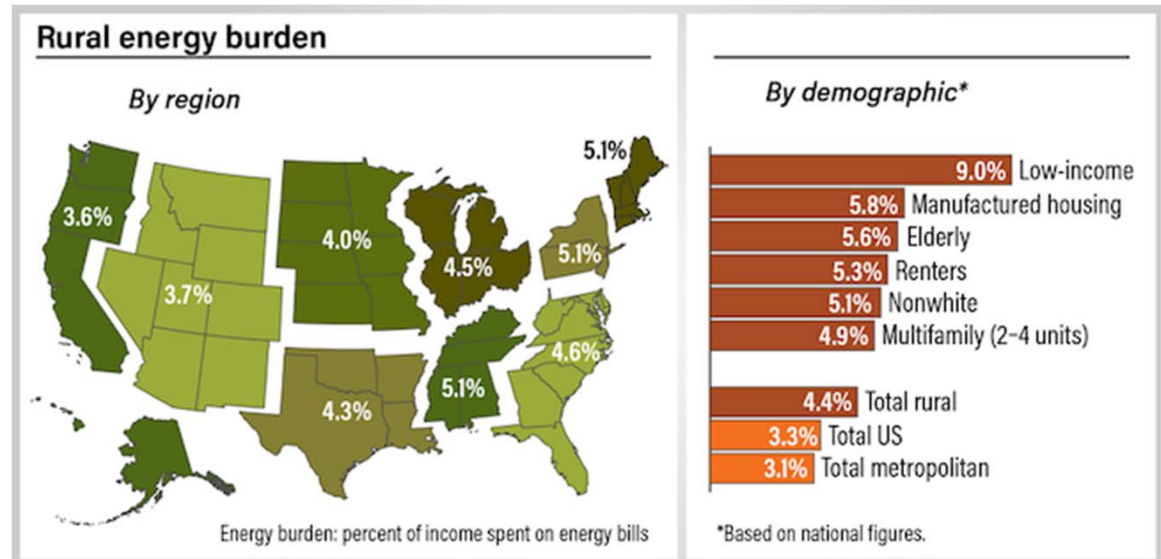 Rural energy burden
By region
5.1%
3.6%
4.0%
4.5%
5.1%
3.7%
4.6%
5.1%
4.3%
Energy burden: percent of income spent on energy bills
By demographic*
9.0% Low-income
5.8% Manufactured housing
5.6% Elderly
5.3% Renters
5.1% Nonwhite
4.9% Multifamily (2–4 units)
4.4% Total rural
3.3% Total US
3.1% Total metropolitan
*Based on national figures.